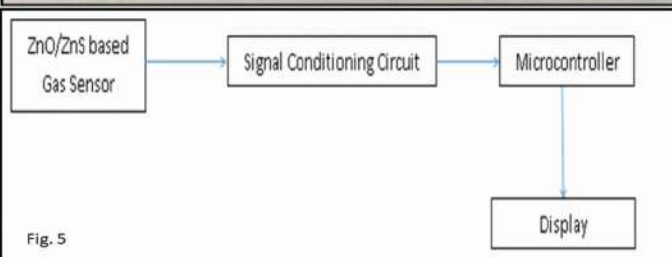 ZnO/ZnS based
Gas Sensor
Signal Conditioning Circuit
Microcontroller
Display
Fig. 5